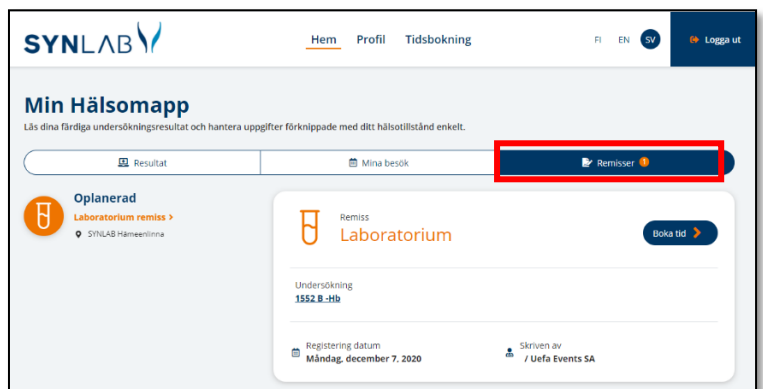 SYNLAB
Hem Profil Tidsbokning
FI EN SV
Logga ut
Min Hälsomapp
Läs dina färdiga undersökningsresultat och hantera uppgifter förknippade med ditt hälsotillstånd enkelt.
Resultat
Mina besök
Remisser 1
Oplanerad
Laboratorium remiss >
SYNLAB Hämeenlinna
Remiss
Laboratorium
Boka tid
Undersökning
1552 B -Hb
Registering datum
Måndag, december 7, 2020
Skriven av
/ Uefa Events SA